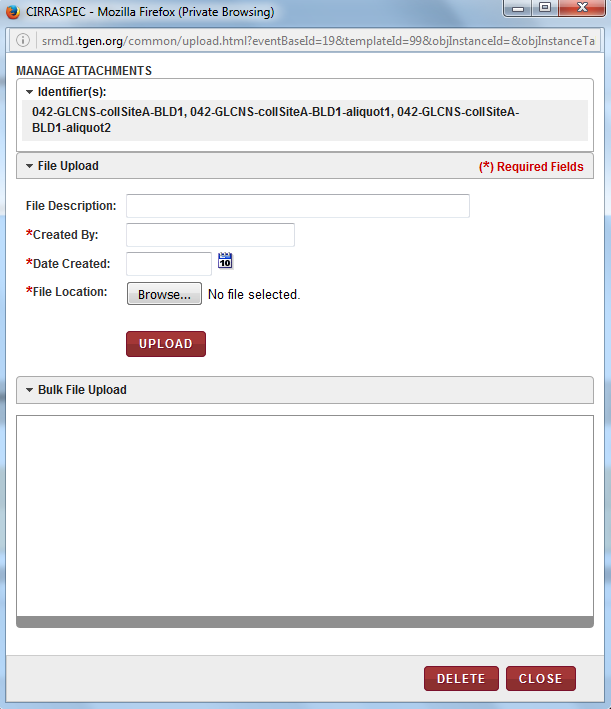 CIRRASPEC - Mozilla Firefox (Private Browsing)
srmd1.tgen.org/common/upload.html?eventBaseId=19&templateId=99&objInstanceId=&objInstanceTa
MANAGE ATTACHMENTS
Identifier(s):
042-GLCNS-collSiteA-BLD1, 042-GLCNS-collSiteA-BLD1-aliquot1, 042-GLCNS-collSiteA-
BLD1-aliquot2
File Upload (*) Required Fields
File Description:
*Created By:
*Date Created: 10
*File Location: Browse... No file selected.
UPLOAD
Bulk File Upload
DELETE CLOSE